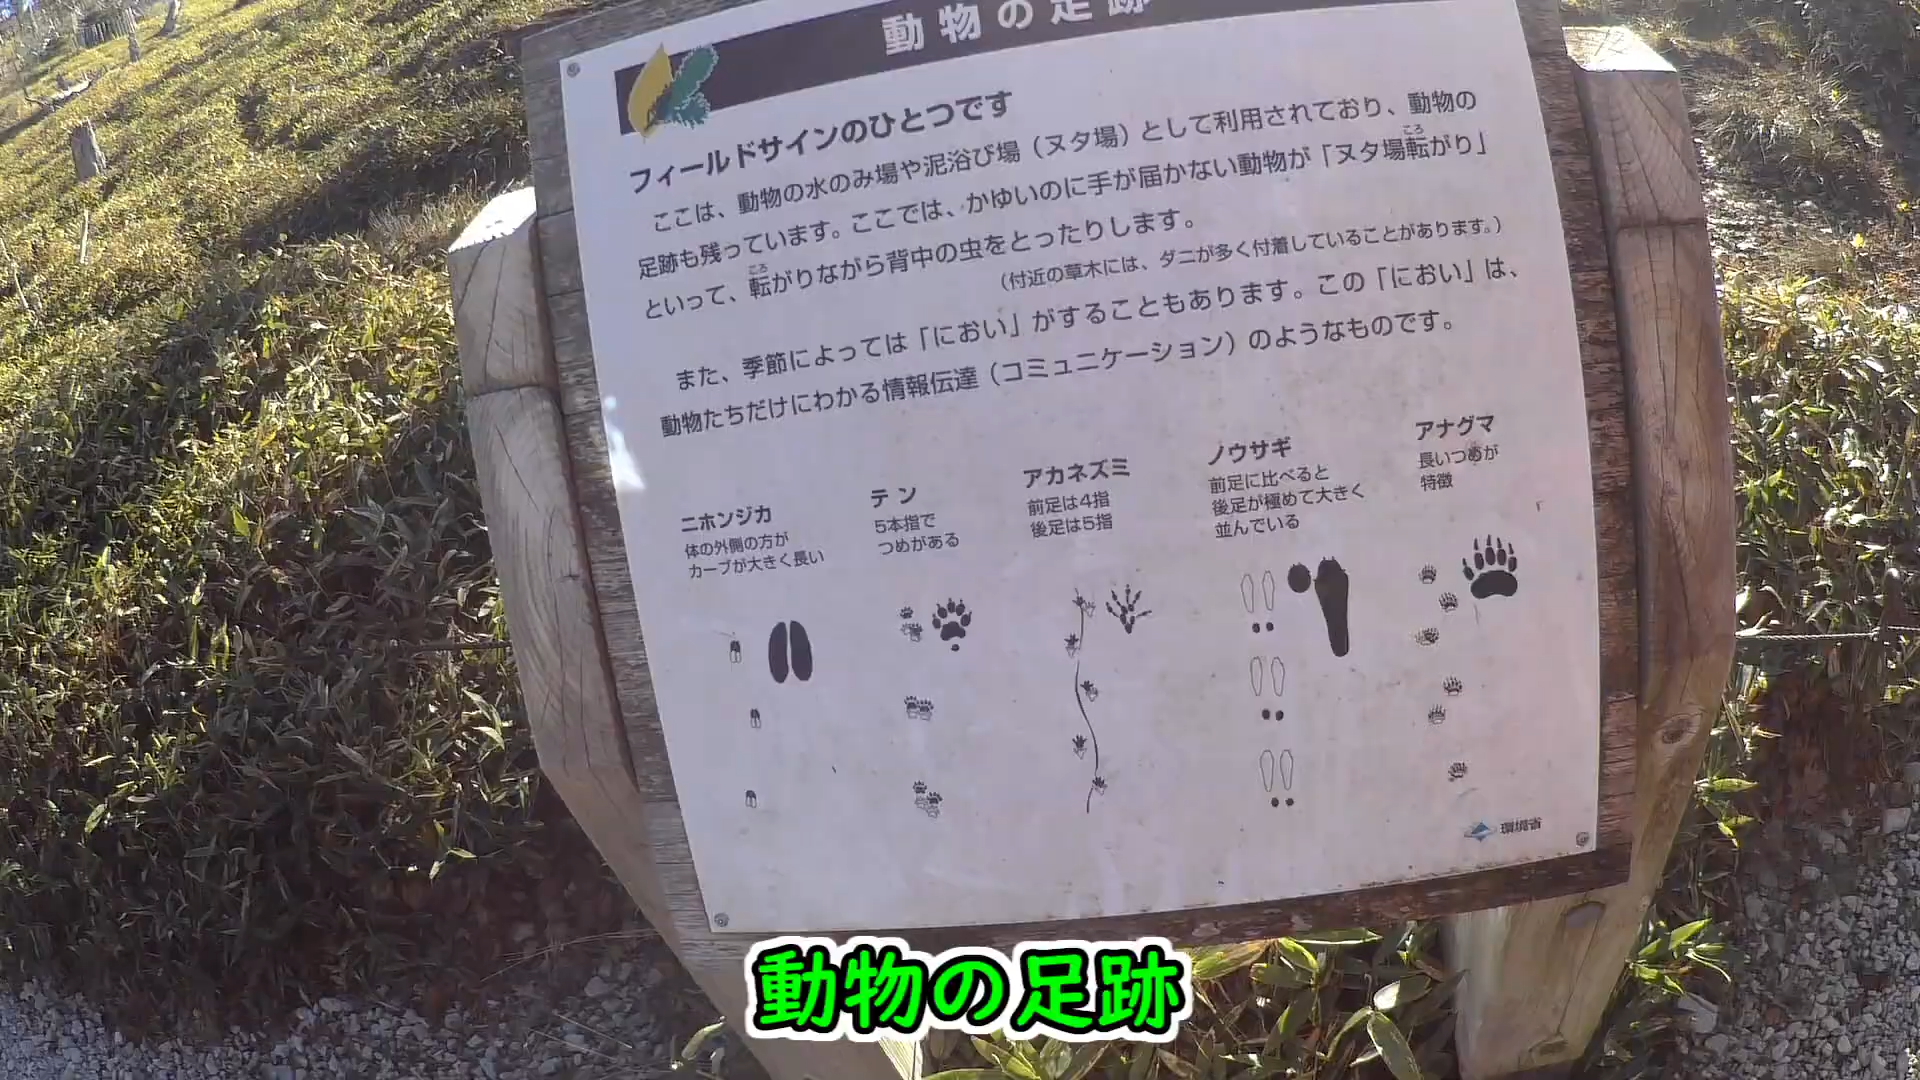 動物の足跡
フィールドサインのひとつです
ここは、動物の水のみ場や泥浴び場（ヌタ場）として利用されており、動物の
足跡も残っています。ここでは、かゆいのに手が届かない動物が「ヌタ場転がり」
といって、転がりながら背中の虫をとったりします。
（付近の草木には、ダニが多く付着していることがあります。）
また、季節によっては「におい」がすることもあります。この「におい」は、
動物たちだけにわかる情報伝達（コミュニケーション）のようなものです。
ニホンジカ
体の外側の方が
カーブが大きく長い
テン
5本指で
つめがある
アカネズミ
前足は4指
後足は5指
ノウサギ
前足に比べると
後足が極めて大きく
並んでいる
アナグマ
長いつめが
特徴
環境省
動物の足跡